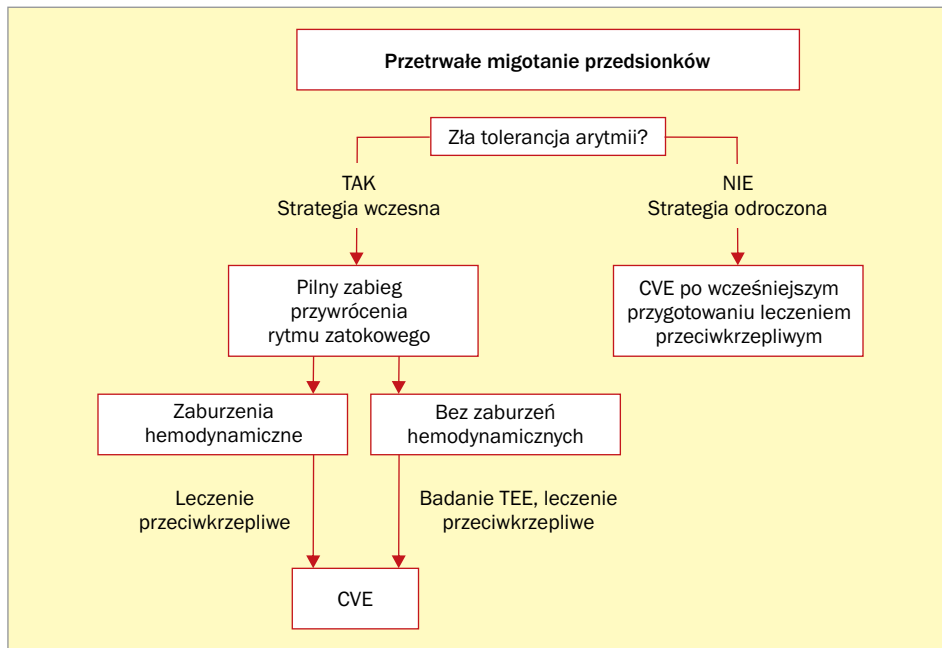 Przetrwałe migotanie przedsionków
Zła tolerancja arytmii?
TAK
Strategia wczesna
NIE
Strategia odroczona
Pilny zabieg
przywrócenia
rytmu zatokowego
CVE po wcześniejszym
przygotowaniu leczeniem
przeciwkrzepliwym
Zaburzenia
hemodynamiczne
Bez zaburzeń
hemodynamicznych
Leczenie
przeciwkrzepliwe
Badanie TEE, leczenie
przeciwkrzepliwe
CVE